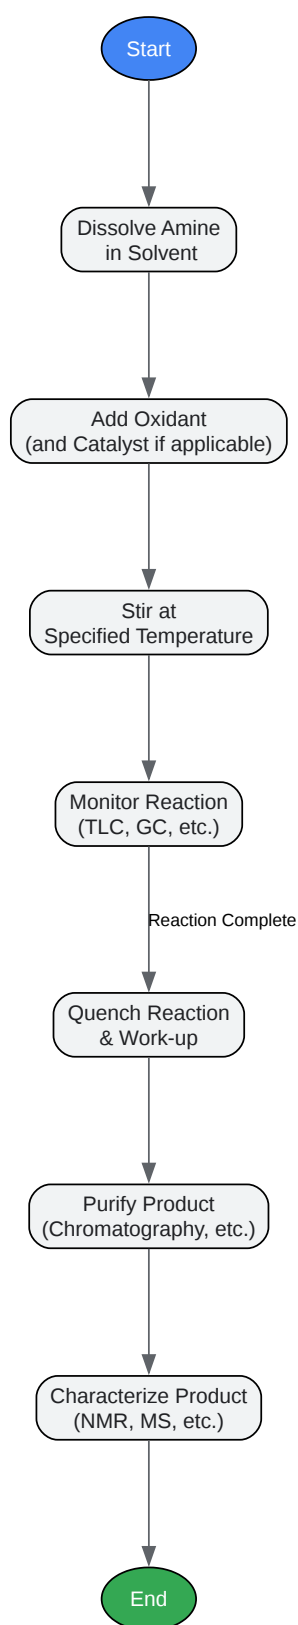 Start
Dissolve Amine
in Solvent
Add Oxidant
(and Catalyst if applicable)
Stir at
Specified Temperature
Monitor Reaction
(TLC, GC, etc.)
Reaction Complete
Quench Reaction
& Work-up
Purify Product
(Chromatography, etc.)
Characterize Product
(NMR, MS, etc.)
End